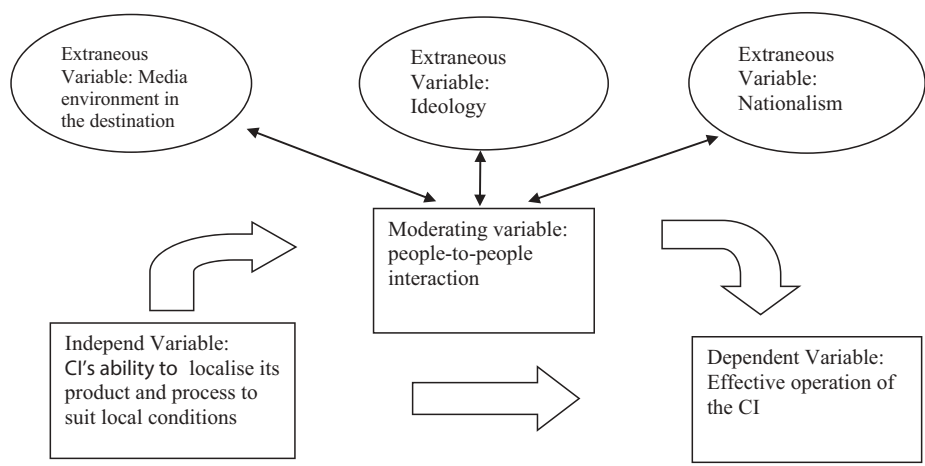 Extraneous
Variable: Media
environment in
the destination
Extraneous
Variable:
Ideology
Extraneous
Variable:
Nationalism
Moderating variable:
people-to-people
interaction
Independ Variable:
CI's ability to localise its
product and process to
suit local conditions
Dependent Variable:
Effective operation of
the CI